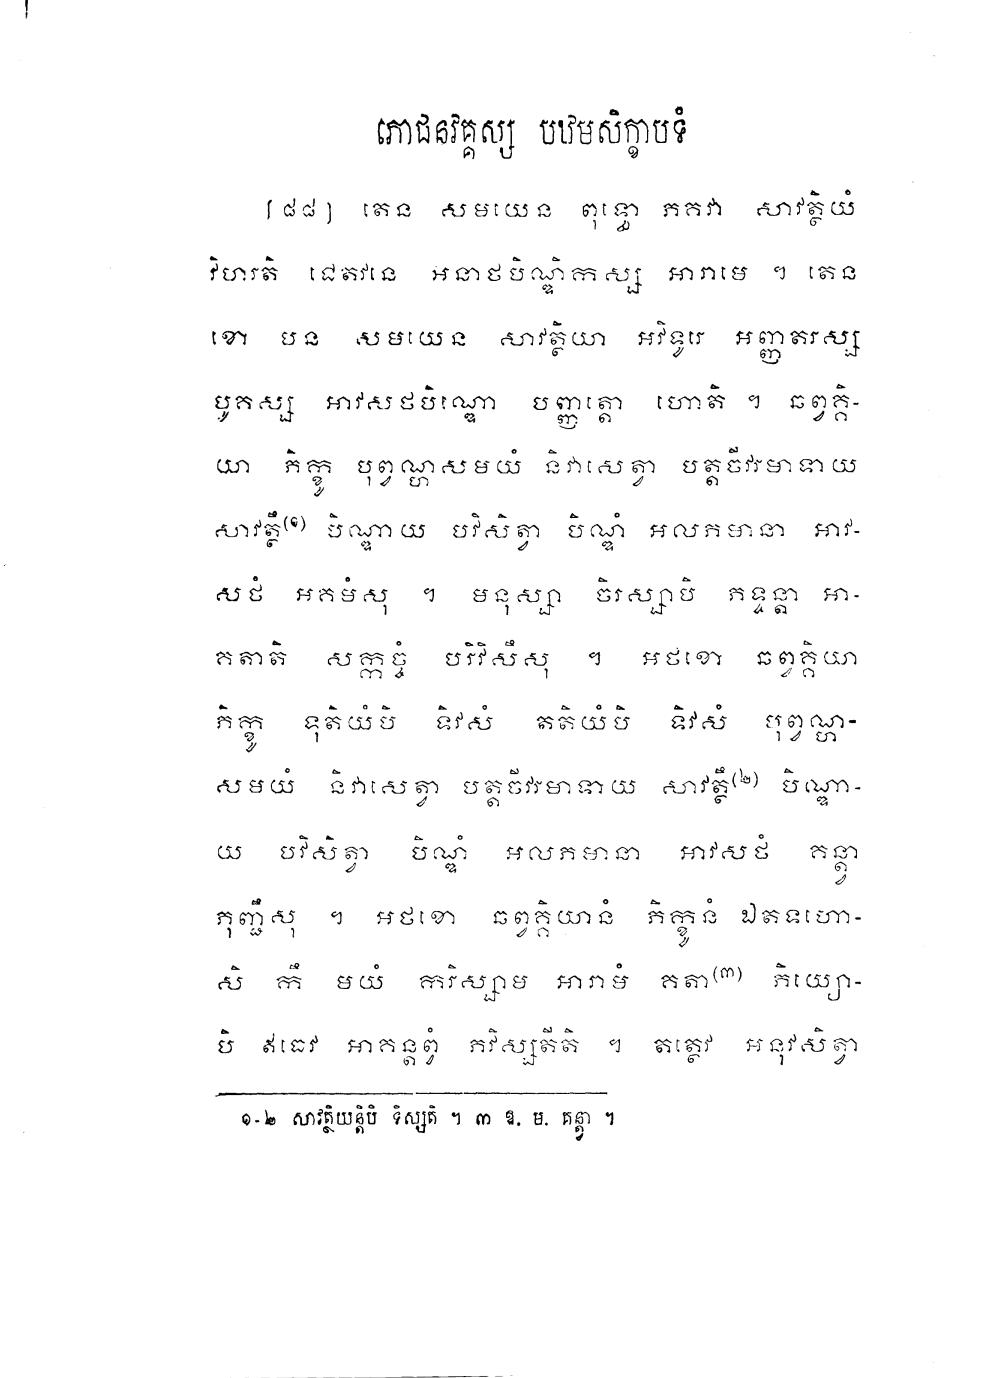 ភោជនវគ្គស្ស បឋមសិក្ខាបទំ
[៨៨] តេន សមយេន ពុទ្ធោ ភគវា សាវត្ថិយំ
វិហរតិ ជេតវនេ អនាថបិណ្ឌិកស្ស អារាមេ ។ តេន
ខោ បន សមយេន សាវត្ថិយា អវិទូរេ អញ្ញតរស្ស
បូគស្ស អាវសថបិណ្ឌោ បញ្ញត្តោ ហោតិ ។ ឆព្វគ្គិ-
យា ភិក្ខូ បុព្វណ្ហសមយំ និវាសេត្វា បត្តចីវរមាទាយ
សាវត្ថឹ(១) បិណ្ឌាយ បវិសិត្វា បិណ្ឌំ អលភមានា អាវ-
សថំ អគមំសុ ។ មនុស្សា ចិរស្សាបិ ភទ្ទន្តា អា-
គតាតិ សក្កច្ចំ បរិវិសឹសុ ។ អថខោ ឆព្វគ្គិយា
ភិក្ខូ ទុតិយំបិ ទិវសំ តតិយំបិ ទិវសំ បុព្វណ្ហ-
សមយំ និវាសេត្វា បត្តចីវរមាទាយ សាវត្ថឹ(២) បិណ្ឌា-
យ បវិសិត្វា បិណ្ឌំ អលភមានា អាវសថំ គន្ត្វា
ភុញ្ជឹសុ ។ អថខោ ឆព្វគ្គិយានំ ភិក្ខូនំ ឯតទហោ-
សិ កឹ មយំ ករិស្សាម អារាមំ គតា(៣) ភិយ្យោ-
បិ ឥធេវ អាគន្តព្វំ ភវិស្សតីតិ ។ តត្ថេវ អនុវសិត្វា
១-២ សាវត្ថិយន្តិបិ ទិស្សតិ ។ ៣ ឱ. ម. គន្ត្វា ។